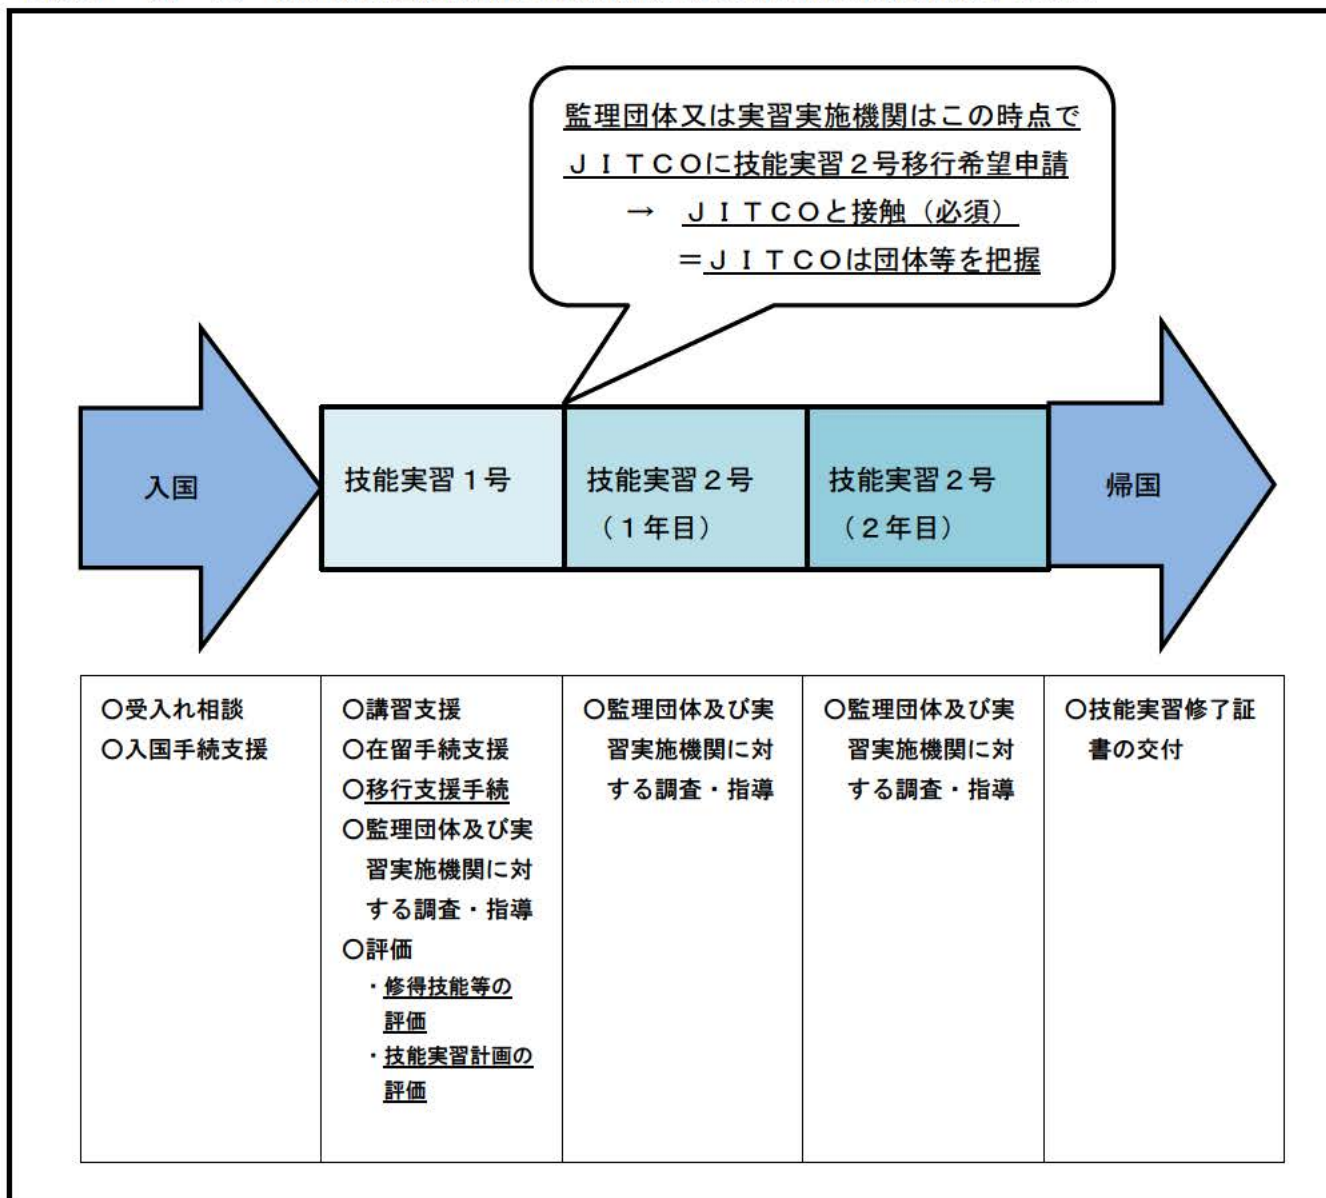 監理団体又は実習実施機関はこの時点で
ＪＩＴＣＯに技能実習２号移行希望申請
→　ＪＩＴＣＯと接触（必須）
＝ＪＩＴＣＯは団体等を把握
入国
技能実習１号
技能実習２号
（１年目）
技能実習２号
（２年目）
帰国
〇受入れ相談
〇入国手続支援
〇講習支援
〇在留手続支援
〇移行支援手続
〇監理団体及び実
習実施機関に対
する調査・指導
〇評価
・修得技能等の
評価
・技能実習計画の
評価
〇監理団体及び実
習実施機関に対
する調査・指導
〇監理団体及び実
習実施機関に対
する調査・指導
〇技能実習修了証
書の交付